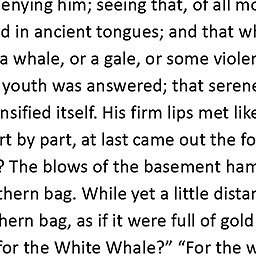 enying him; seeing that, of all mo
d in ancient tongues; and that wh
a whale, or a gale, or some violen
youth was answered; that serene
nsified itself. His firm lips met like
rt by part, at last came out the fo
? The blows of the basement ham
thern bag. While yet a little distan
hern bag, as if it were full of gold
for the White Whale?” “For the w